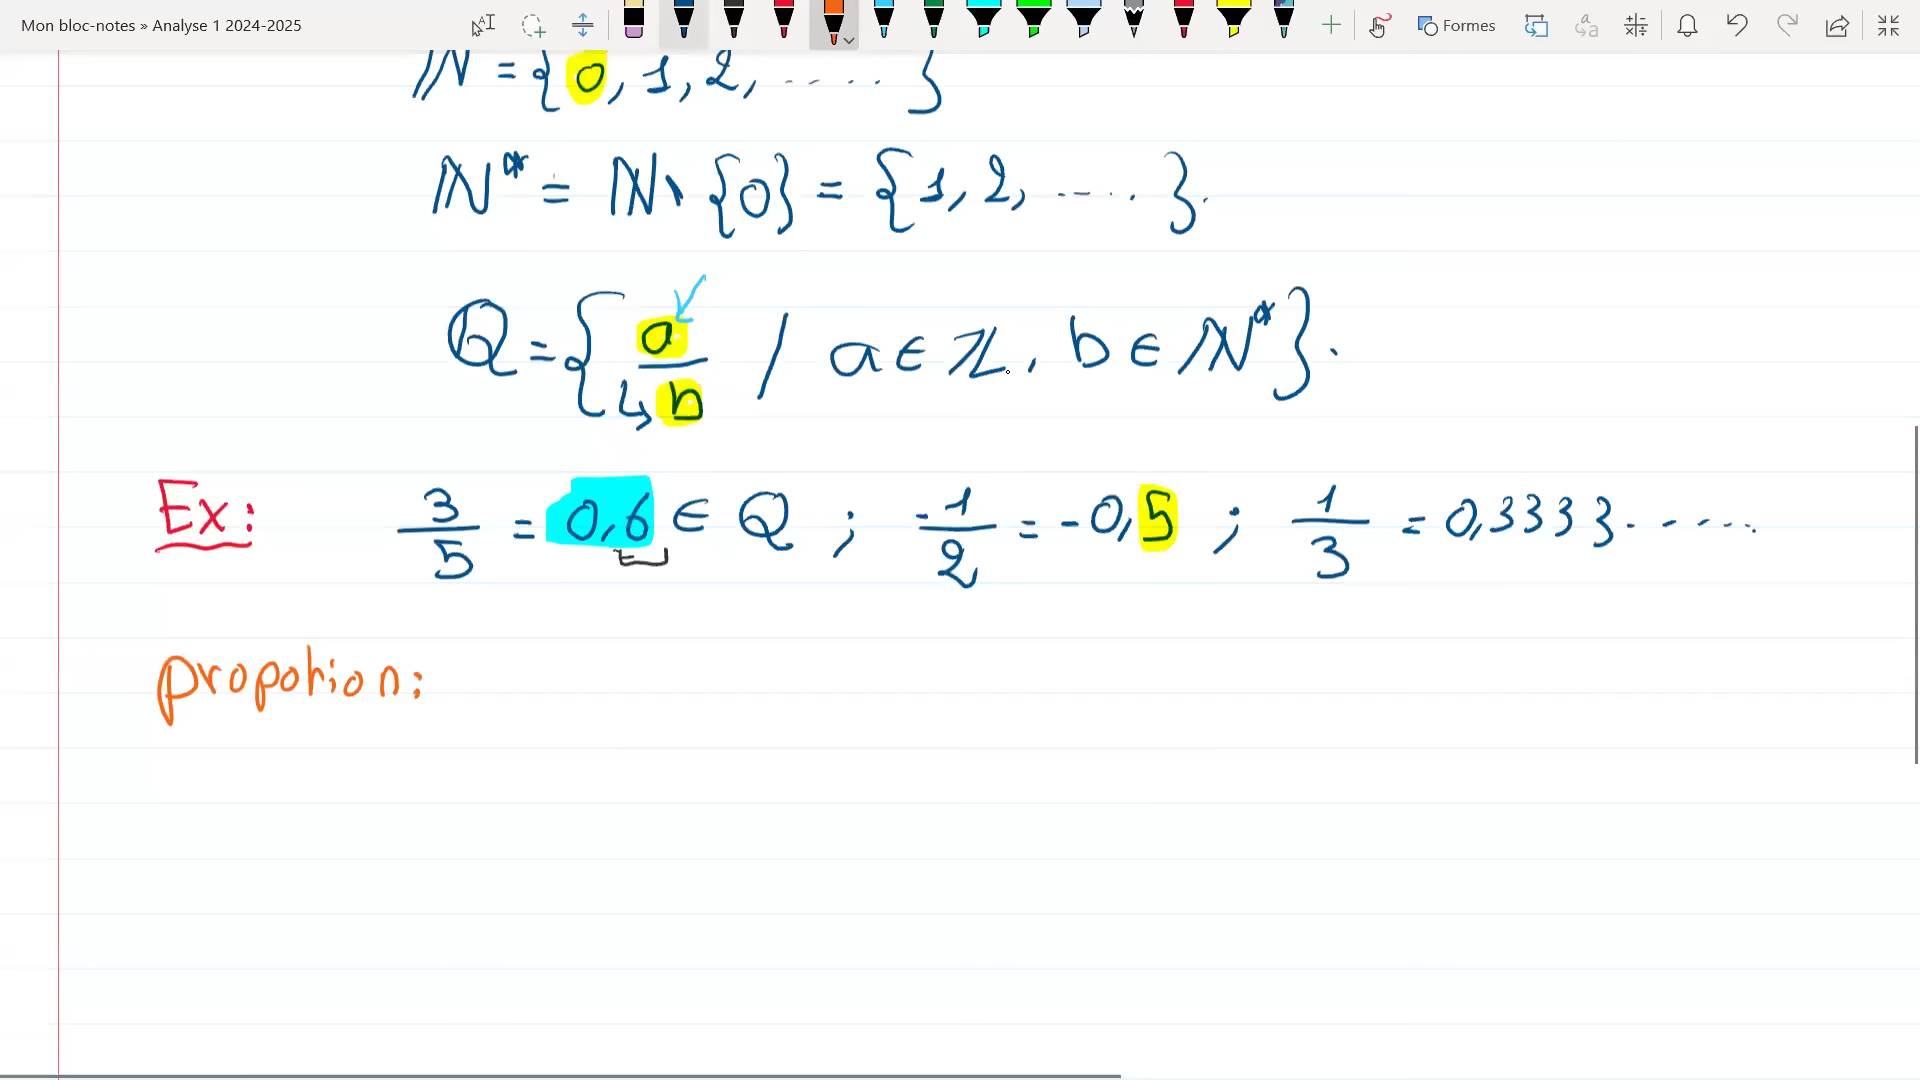 Mon bloc-notes » Analyse 1 2024-2025 Formes
ℕ = {0, 1, 2, ...... }
ℕ* = ℕ \ {0} = {1, 2, ..... }.
Q = { a/b / a ∈ ℤ, b ∈ ℕ* }.
Ex: 3/5 = 0,6 ∈ Q ; -1/2 = -0,5 ; 1/3 = 0,3333.......
propotion: